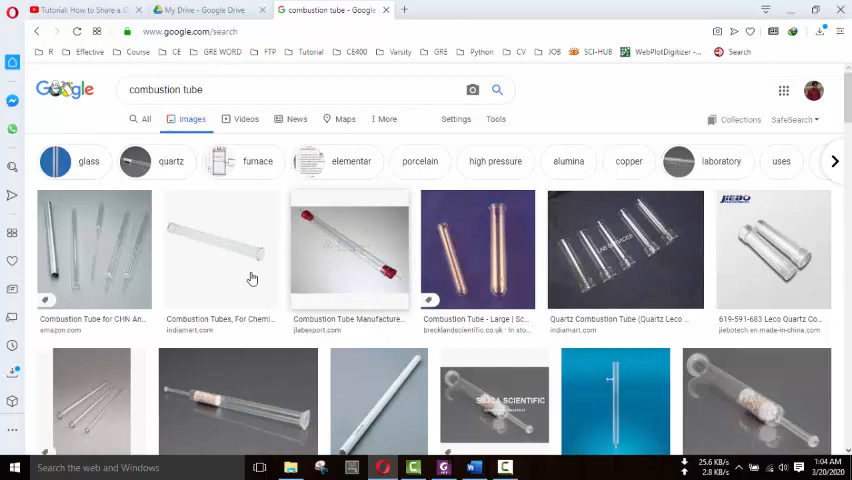 Tutorial: How to Share a G
My Drive - Google Drive
combustion tube - Google
www.google.com/search
R
Effective
Course
CE
GRE WORD
FTP
Tutorial
CE400
Varsity
GRE
Python
CV
JOB
SCI-HUB
WebPlotDigitizer -...
Search
Google
combustion tube
All
Images
Videos
News
Maps
More
Settings
Tools
Collections
SafeSearch
glass
quartz
furnace
elementar
porcelain
high pressure
alumina
copper
laboratory
uses
JIEBO
LAB SERVICES
Combustion Tube for CHN An...
amazon.com
Combustion Tubes, For Chemi...
indiamart.com
Combustion Tube Manufacture...
jlabexport.com
Combustion Tube - Large | Sc...
brecklandscientific.co.uk · In sto...
Quartz Combustion Tube (Quartz Leco ...
indiamart.com
619-591-683 Leco Quartz Co...
jiebotech.en.made-in-china.com
SILICA SCIENTIFIC
Search the web and Windows
25.6 KB/s
2.8 KB/s
1:04 AM
3/20/2020